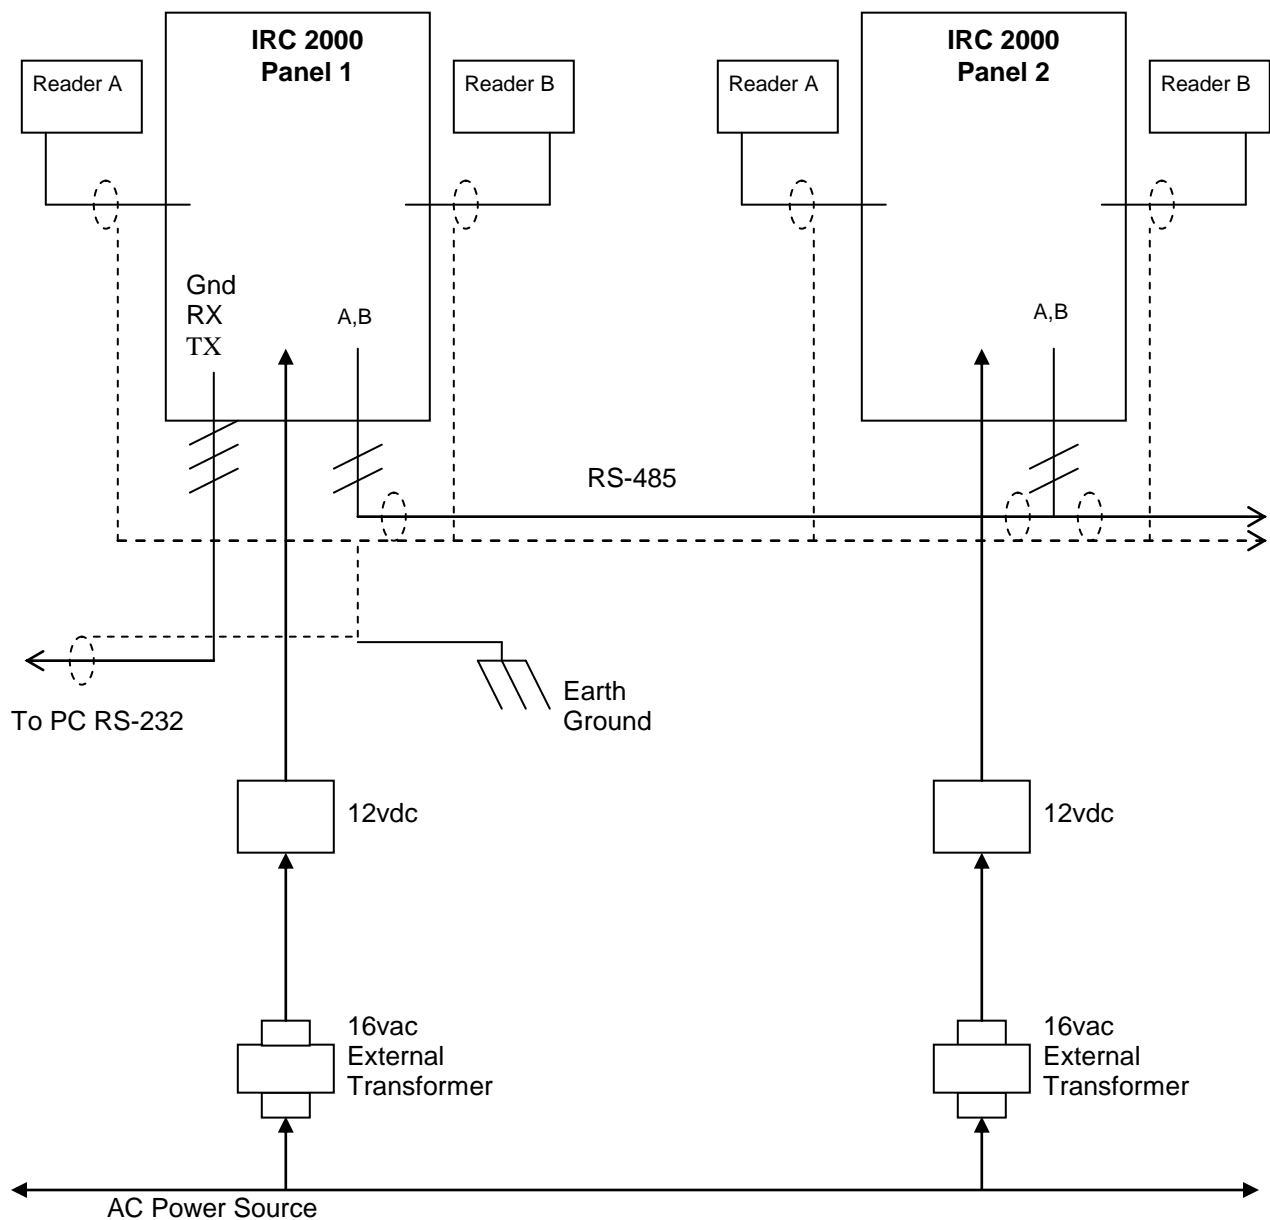 IRC 2000
Panel 1
IRC 2000
Panel 2
Reader A
Reader B
Reader A
Reader B
Gnd
RX
TX
A,B
A,B
RS-485
Earth
Ground
To PC RS-232
12vdc
12vdc
16vac
External
Transformer
16vac
External
Transformer
AC Power Source